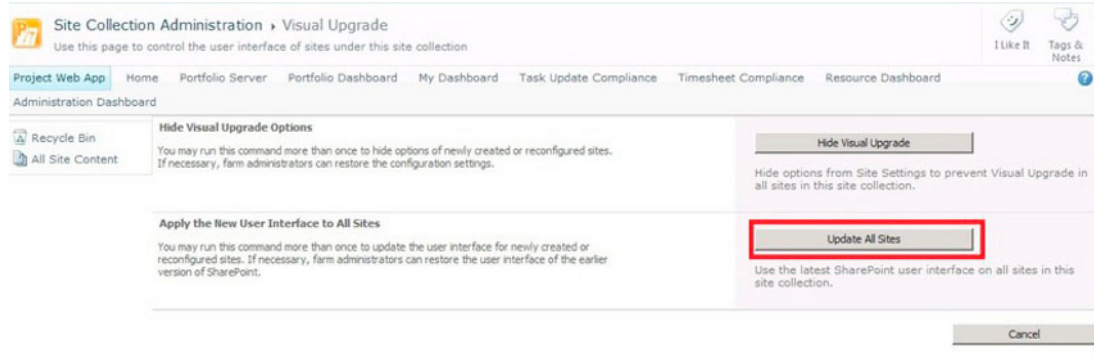 Site Collection Administration ▸ Visual Upgrade
Use this page to control the user interface of sites under this site collection
I Like It
Tags &
Notes
Project Web App Home Portfolio Server Portfolio Dashboard My Dashboard Task Update Compliance Timesheet Compliance Resource Dashboard
Administration Dashboard
Recycle Bin
All Site Content
Hide Visual Upgrade Options
You may run this command more than once to hide options of newly created or reconfigured sites.
If necessary, farm administrators can restore the configuration settings.
Hide Visual Upgrade
Hide options from Site Settings to prevent Visual Upgrade in
all sites in this site collection.
Apply the New User Interface to All Sites
You may run this command more than once to update the user interface for newly created or
reconfigured sites. If necessary, farm administrators can restore the user interface of the earlier
version of SharePoint.
Update All Sites
Use the latest SharePoint user interface on all sites in this
site collection.
Cancel